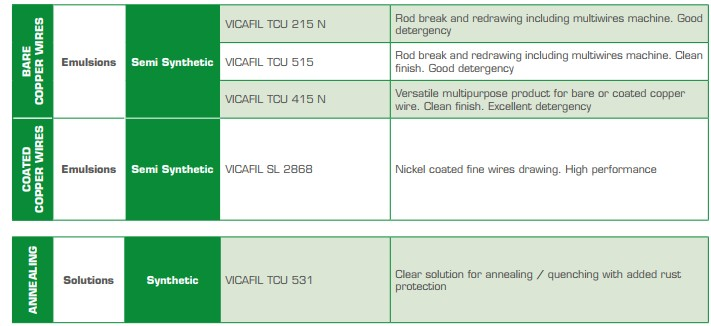 BARE
COPPER WIRES
Emulsions
Semi Synthetic
VICAFIL TCU 215 N
Rod break and redrawing including multiwires machine. Good
detergency
VICAFIL TCU 515
Rod break and redrawing including multiwires machine. Clean
finish. Good detergency
VICAFIL TCU 415 N
Versatile multipurpose product for bare or coated copper
wire. Clean finish. Excellent detergency
COATED
COPPER WIRES
Emulsions
Semi Synthetic
VICAFIL SL 2868
Nickel coated fine wires drawing. High performance
ANNEALING
Solutions
Synthetic
VICAFIL TCU 531
Clear solution for annealing / quenching with added rust
protection